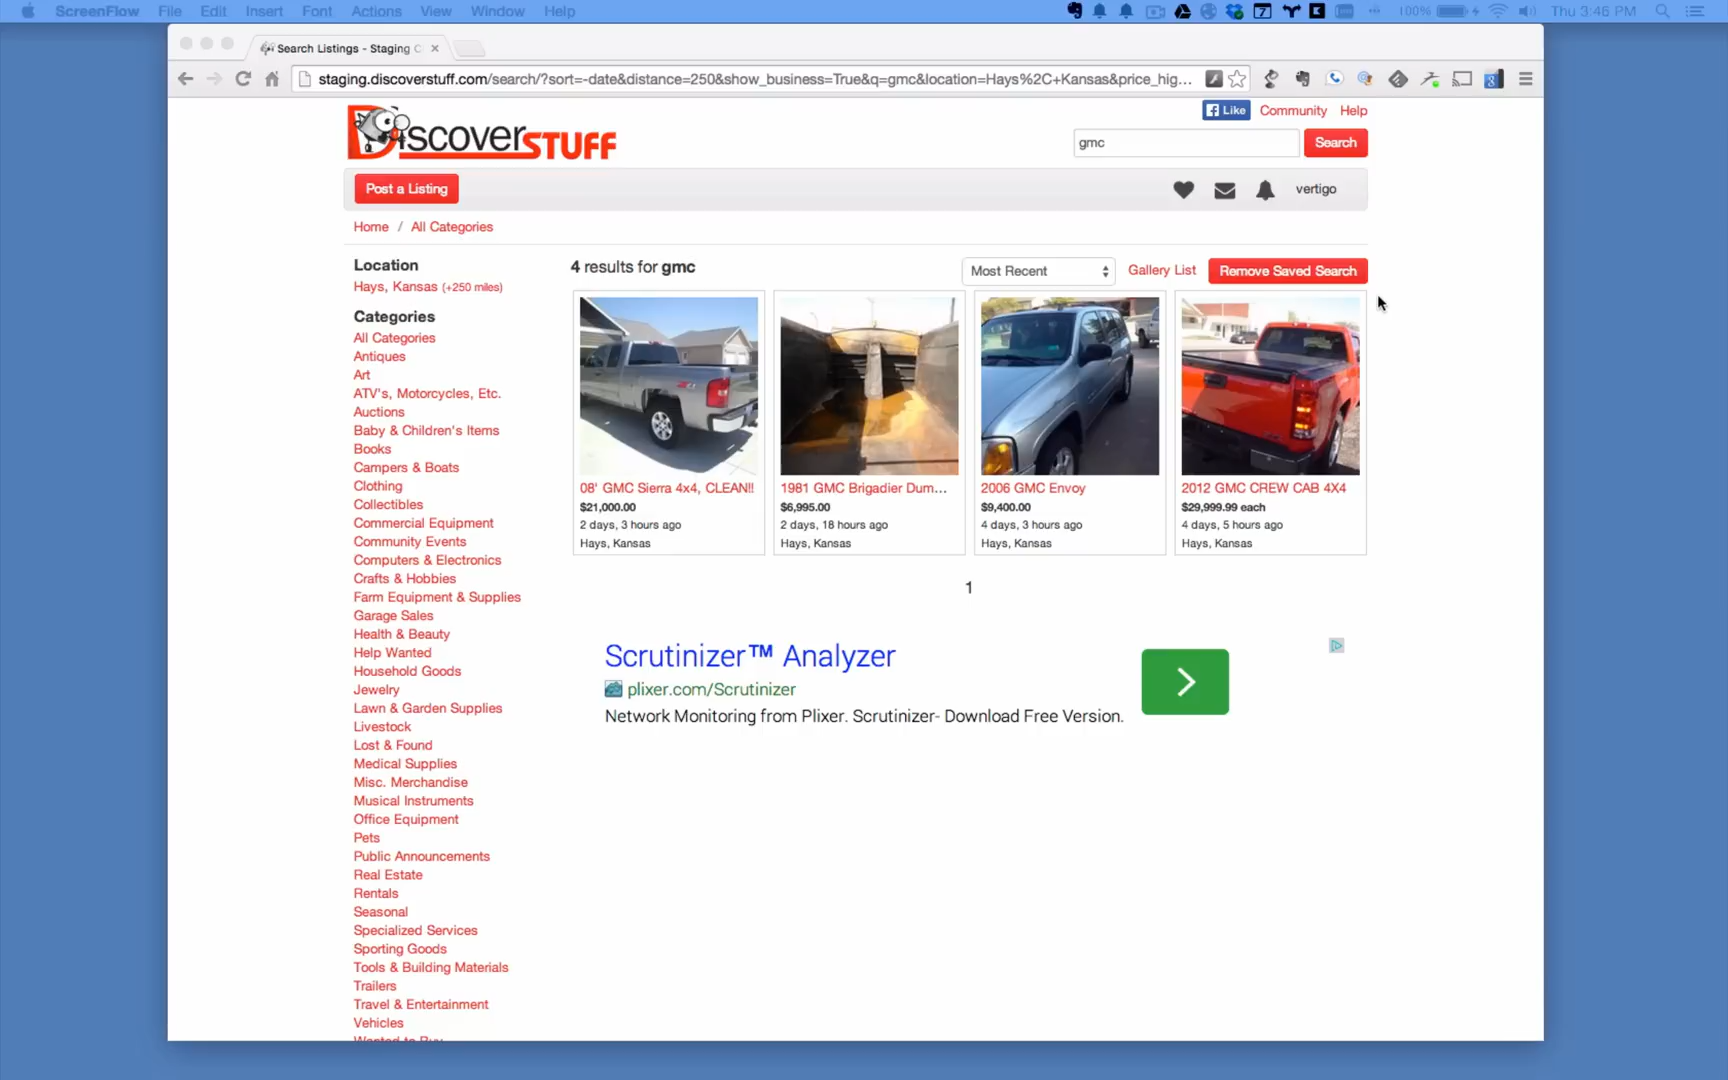 ScreenFlow File Edit Insert Font Actions View Window Help 100% Thu 3:46 PM
Search Listings - Staging
staging.discoverstuff.com/search/?sort=-date&distance=250&show_business=True&q=gmc&location=Hays%2C+Kansas&price_hig...
Like Community Help
DiscoverSTUFF
gmc Search
Post a Listing vertigo
Home / All Categories
Location
Hays, Kansas (+250 miles)
Categories
All Categories
Antiques
Art
ATV's, Motorcycles, Etc.
Auctions
Baby & Children's Items
Books
Campers & Boats
Clothing
Collectibles
Commercial Equipment
Community Events
Computers & Electronics
Crafts & Hobbies
Farm Equipment & Supplies
Garage Sales
Health & Beauty
Help Wanted
Household Goods
Jewelry
Lawn & Garden Supplies
Livestock
Lost & Found
Medical Supplies
Misc. Merchandise
Musical Instruments
Office Equipment
Pets
Public Announcements
Real Estate
Rentals
Seasonal
Specialized Services
Sporting Goods
Tools & Building Materials
Trailers
Travel & Entertainment
Vehicles
4 results for gmc Most Recent Gallery List Remove Saved Search
08' GMC Sierra 4x4, CLEAN!!
$21,000.00
2 days, 3 hours ago
Hays, Kansas
1981 GMC Brigadier Dum...
$6,995.00
2 days, 18 hours ago
Hays, Kansas
2006 GMC Envoy
$9,400.00
4 days, 3 hours ago
Hays, Kansas
2012 GMC CREW CAB 4X4
$29,999.99 each
4 days, 5 hours ago
Hays, Kansas
1
Scrutinizer™ Analyzer
plixer.com/Scrutinizer
Network Monitoring from Plixer. Scrutinizer- Download Free Version.